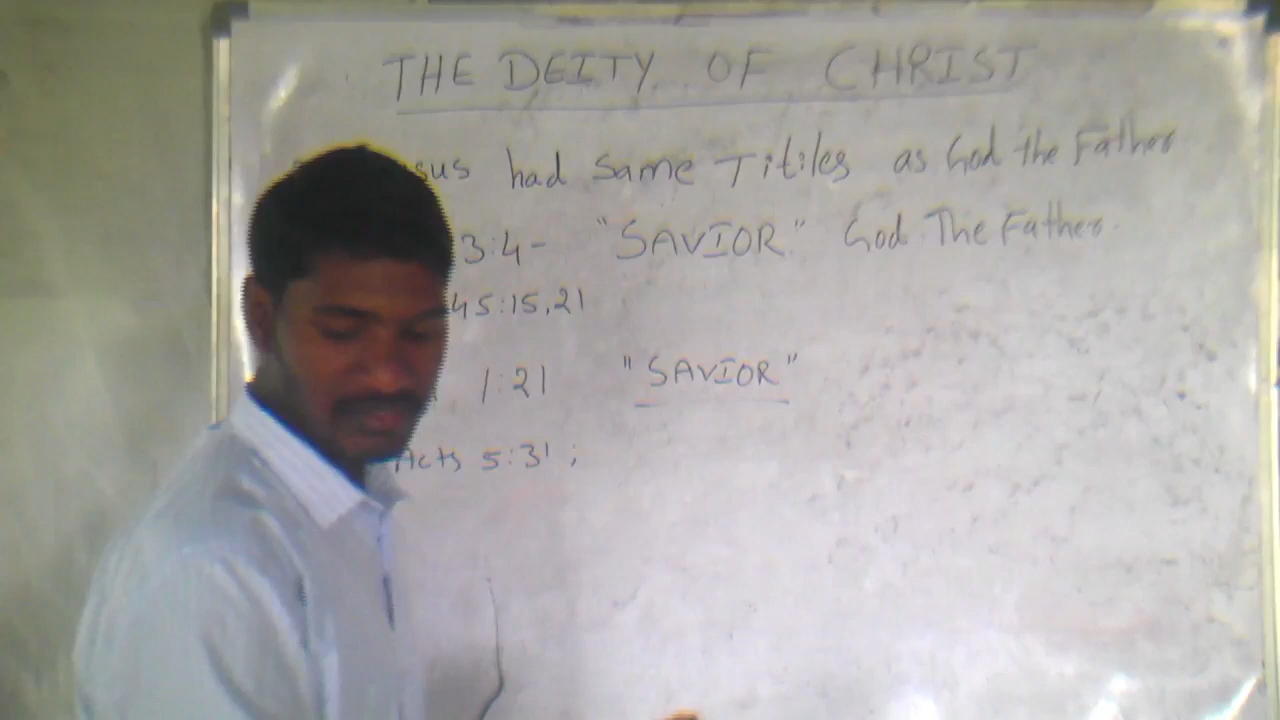 THE DEITY OF CHRIST
sus had Same Titiles as God the Father
3:4- "SAVIOR" God The Father
45:15,21
1:21 "SAVIOR"
Acts 5:31 ;